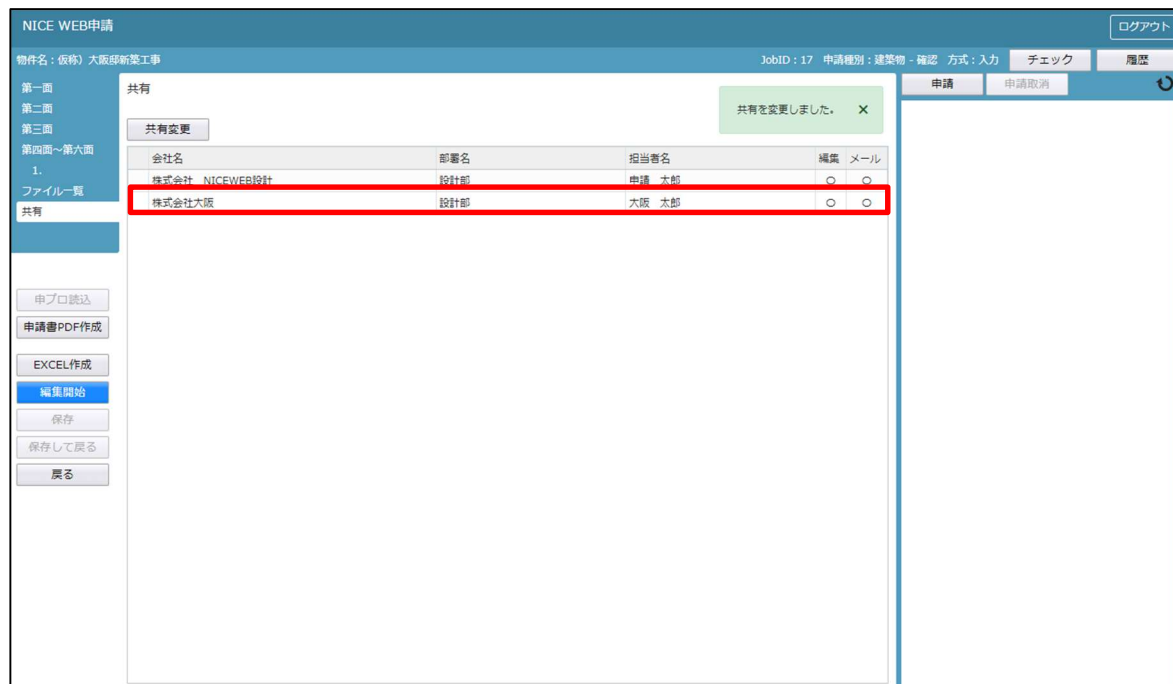 NICE WEB申請
ログアウト
物件名：仮称）大阪邸新築工事
JobID：17 申請種別：建築物 - 確認 方式：入力
チェック
履歴
第一面
第二面
第三面
第四面～第六面
1.
ファイル一覧
共有
共有
共有を変更しました。 ×
共有変更
会社名 部署名 担当者名 編集 メール
株式会社 NICEWEB設計 設計部 申請 太郎 ○ ○
株式会社大阪 設計部 大阪 太郎 ○ ○
申請
申請取消
申プロ読込
申請書PDF作成
EXCEL作成
編集開始
保存
保存して戻る
戻る